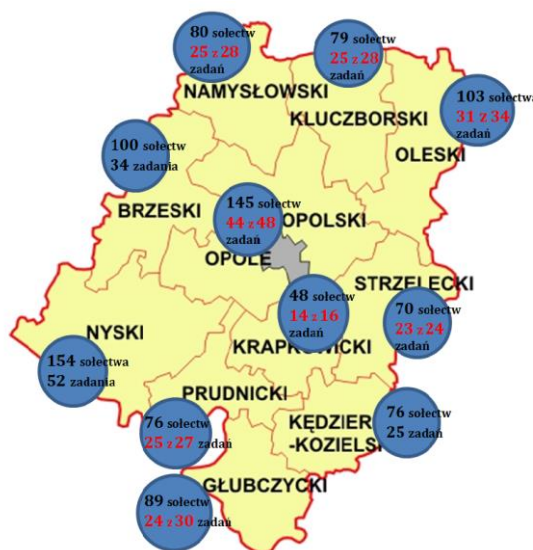 80 sołectw
25 z 28
zadań
NAMYSŁOWSKI
79 sołectw
25 z 28
zadań
KLUCZBORSKI
103 sołectwa
31 z 34
zadań
OLESKI
100 sołectw
34 zadania
BRZESKI
145 sołectw
44 z 48
zadań
OPOLSKI
OPOLE
48 sołectw
14 z 16
zadań
KRAPKOWICKI
STRZELECKI
70 sołectw
23 z 24
zadań
NYSKI
154 sołectwa
52 zadania
PRUDNICKI
76 sołectw
25 z 27 zadań
KĘDZIER
-KOZIELSKI
76 sołectw
25 zadań
GŁUBCZYCKI
89 sołectw
24 z 30 zadań